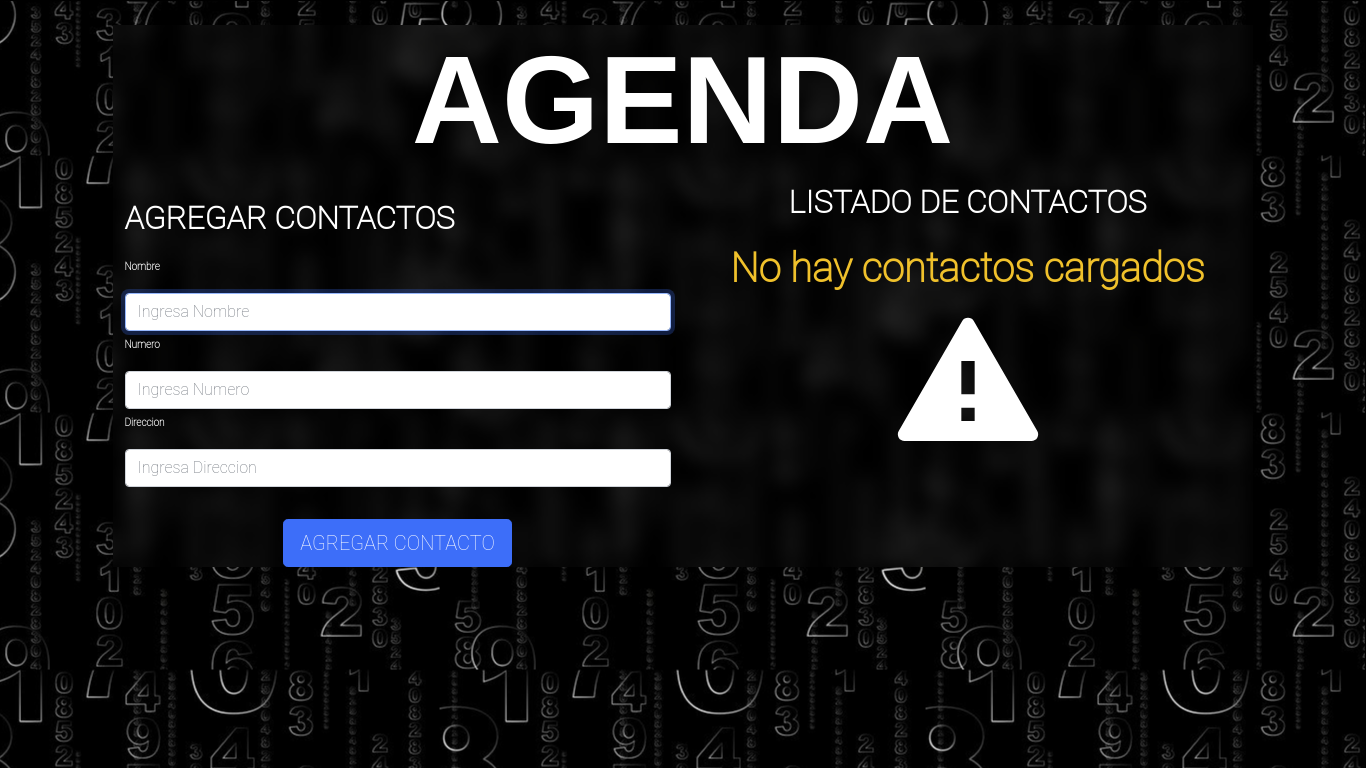 AGENDA
AGREGAR CONTACTOS
Nombre
Ingresa Nombre
Numero
Ingresa Numero
Direccion
Ingresa Direccion
AGREGAR CONTACTO
LISTADO DE CONTACTOS
No hay contactos cargados